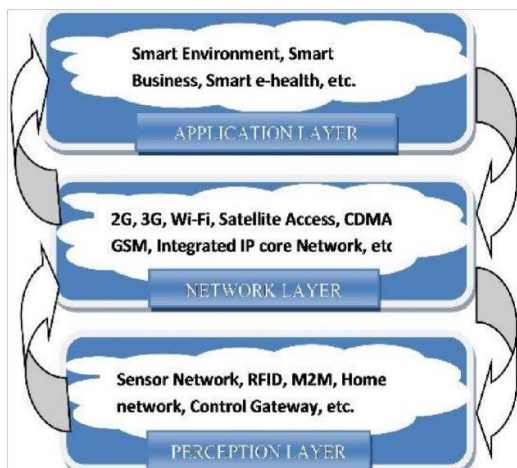 Smart Environment, Smart
Business, Smart e-health, etc.
APPLICATION LAYER
2G, 3G, Wi-Fi, Satellite Access, CDMA
GSM, Integrated IP core Network, etc
NETWORK LAYER
Sensor Network, RFID, M2M, Home
network, Control Gateway, etc.
PERCEPTION LAYER